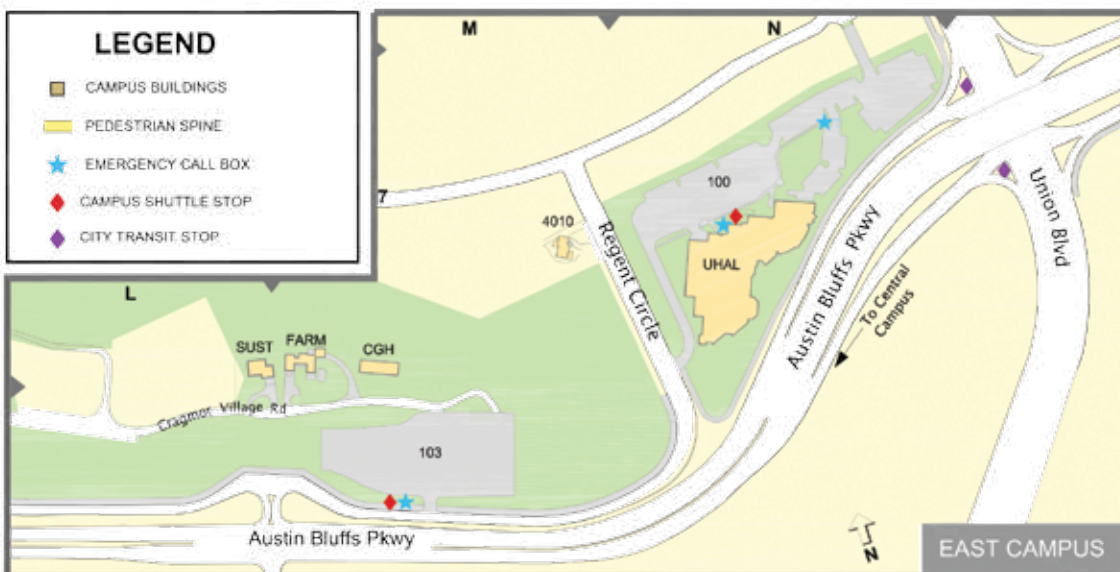 LEGEND
CAMPUS BUILDINGS
PEDESTRIAN SPINE
EMERGENCY CALL BOX
CAMPUS SHUTTLE STOP
CITY TRANSIT STOP
M
N
7
L
100
4010
UHAL
Regent Circle
Austin Bluffs Pkwy
Union Blvd
To Central
Campus
SUST
FARM
CGH
Cragmor Village Rd
103
Austin Bluffs Pkwy
N
EAST CAMPUS